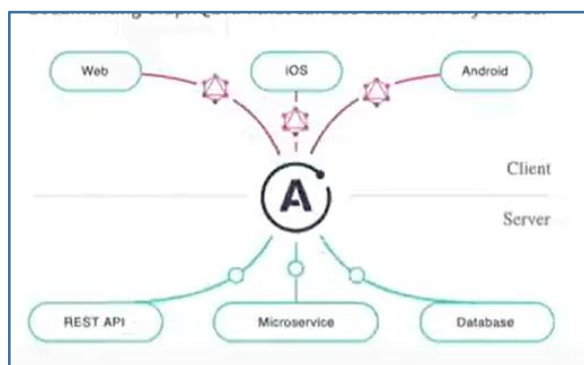 Web
iOS
Android
A
Client
Server
REST API
Microservice
Database